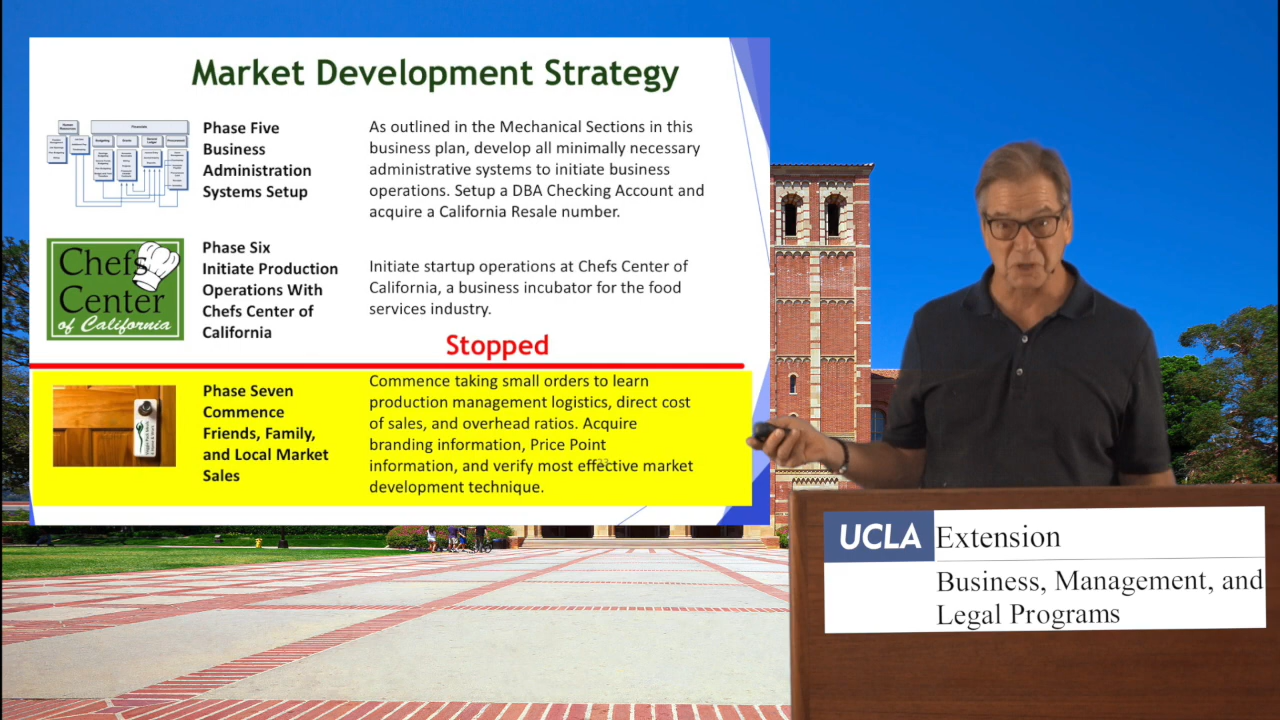 Market Development Strategy
Financials
Phase Five
Business
Administration
Systems Setup
As outlined in the Mechanical Sections in this
business plan, develop all minimally necessary
administrative systems to initiate business
operations. Setup a DBA Checking Account and
acquire a California Resale number.
Chefs
Center
of California
Phase Six
Initiate Production
Operations With
Chefs Center of
California
Initiate startup operations at Chefs Center of
California, a business incubator for the food
services industry.
Stopped
Phase Seven
Commence
Friends, Family,
and Local Market
Sales
Commence taking small orders to learn
production management logistics, direct cost
of sales, and overhead ratios. Acquire
branding information, Price Point
information, and verify most effective market
development technique.
UCLA Extension
Business, Management, and
Legal Programs